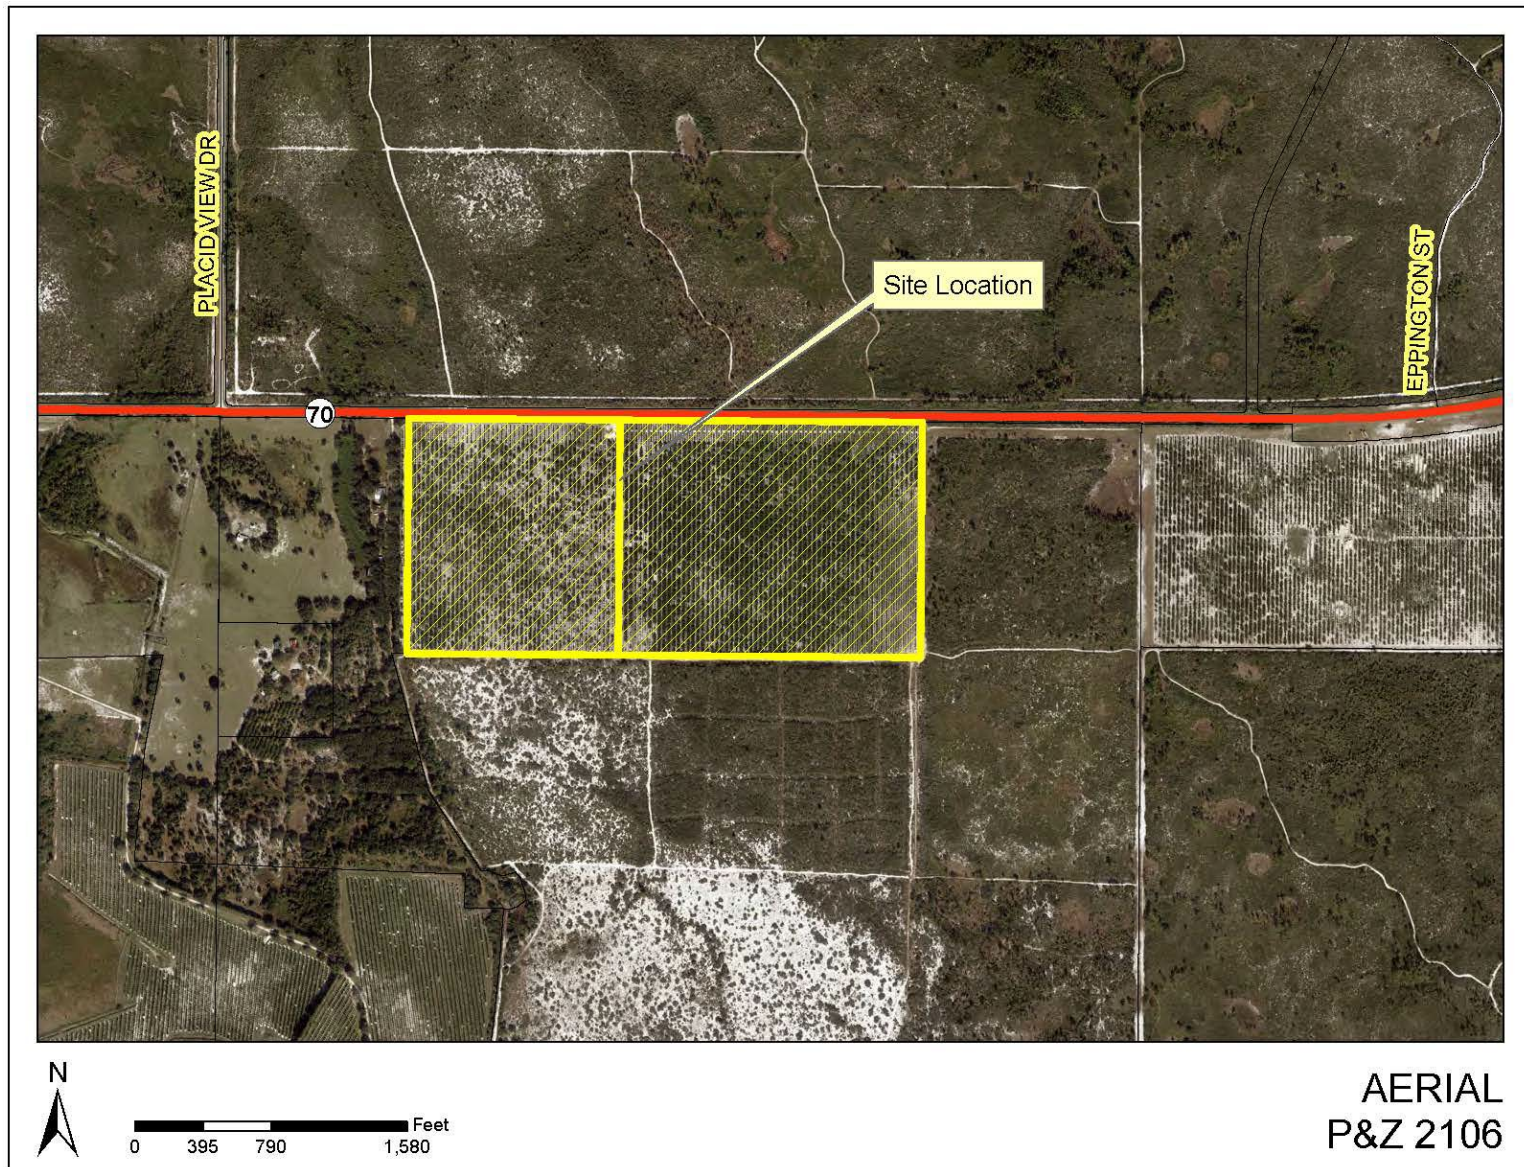 PLACID VIEW DR
Site Location
EPPINGTON ST
70
N
Feet
0 395 790 1,580
AERIAL
P&Z 2106